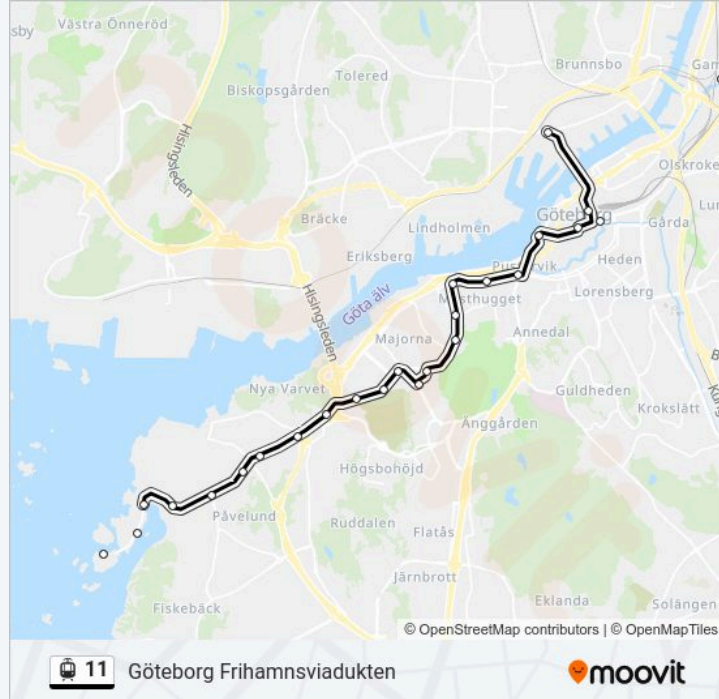 Västra Önneröd
Brunnsbo
Tolered
Biskopsgården
Hisingsleden
Olskroke
Göteborg
Gårda
Bräcke
Lindholmen
Eriksberg
Heden
Göta älv
Lorensberg
Hisingsleden
Majorna
Annedal
Nya Varvet
Guldheden
Krokslätt
Änggården
Högsbohöjd
Påvelund
Ruddalen
Flatås
Järnbrott
Eklanda
Solängen
Fiskebäck
© OpenStreetMap contributors | © OpenMapTiles
11 Göteborg Frihamnsviadukten
moovit